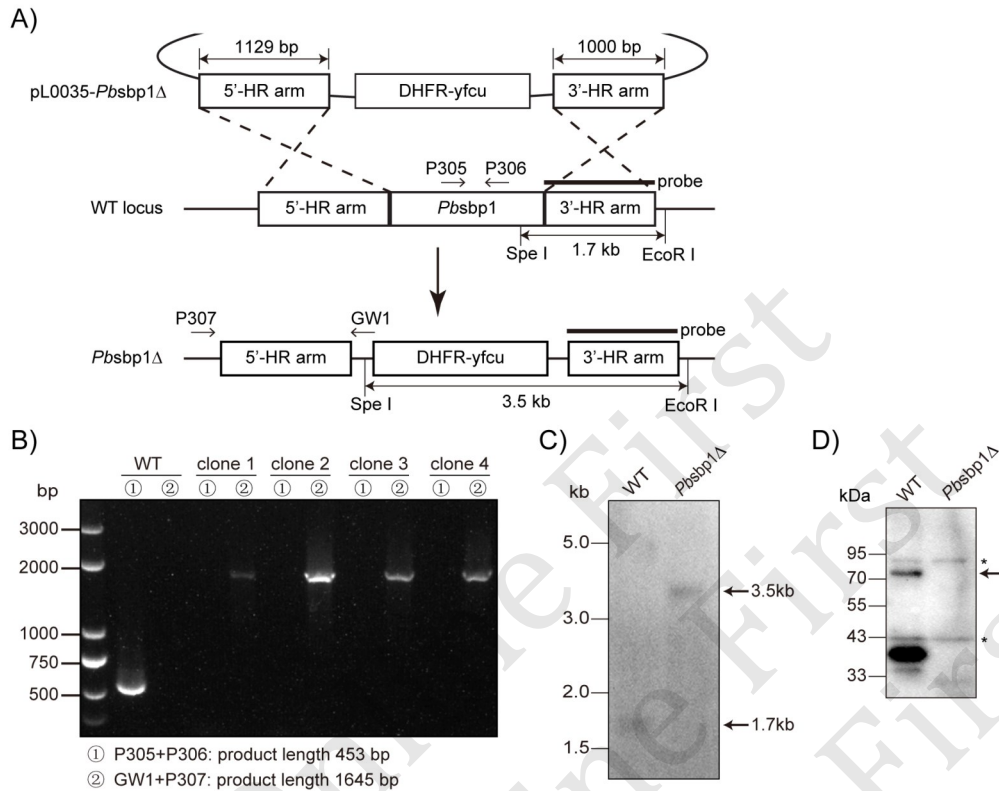 A)
1129 bp
1000 bp
pL0035-Pbsbp1Δ
5'-HR arm
DHFR-yfcu
3'-HR arm
P305
P306
probe
WT locus
5'-HR arm
Pbsbp1
3'-HR arm
Spe I
1.7 kb
EcoR I
P307
GW1
probe
Pbsbp1Δ
5'-HR arm
DHFR-yfcu
3'-HR arm
Spe I
3.5 kb
EcoR I
B)
WT
clone 1
clone 2
clone 3
clone 4
① ② ① ② ① ② ① ② ① ②
bp
3000
2000
1000
750
500
① P305+P306: product length 453 bp
② GW1+P307: product length 1645 bp
C)
WT
Pbsbp1Δ
kb
5.0
3.0
2.0
1.5
3.5kb
1.7kb
D)
WT
Pbsbp1Δ
kDa
95
70
55
43
33
*
*
Online First
Online First